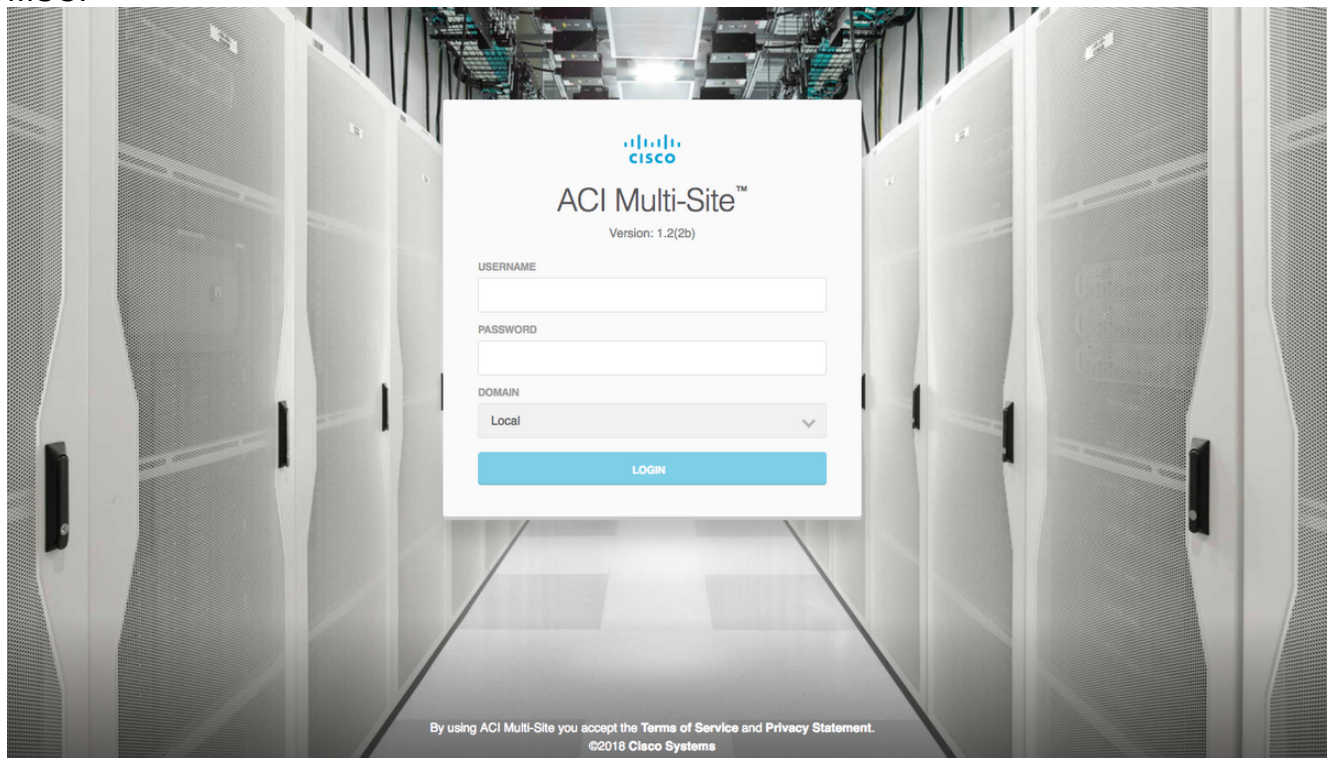 CISCO
ACI Multi-Site™
Version: 1.2(2b)
USERNAME
PASSWORD
DOMAIN
Local
LOGIN
By using ACI Multi-Site you accept the Terms of Service and Privacy Statement.
©2018 Cisco Systems